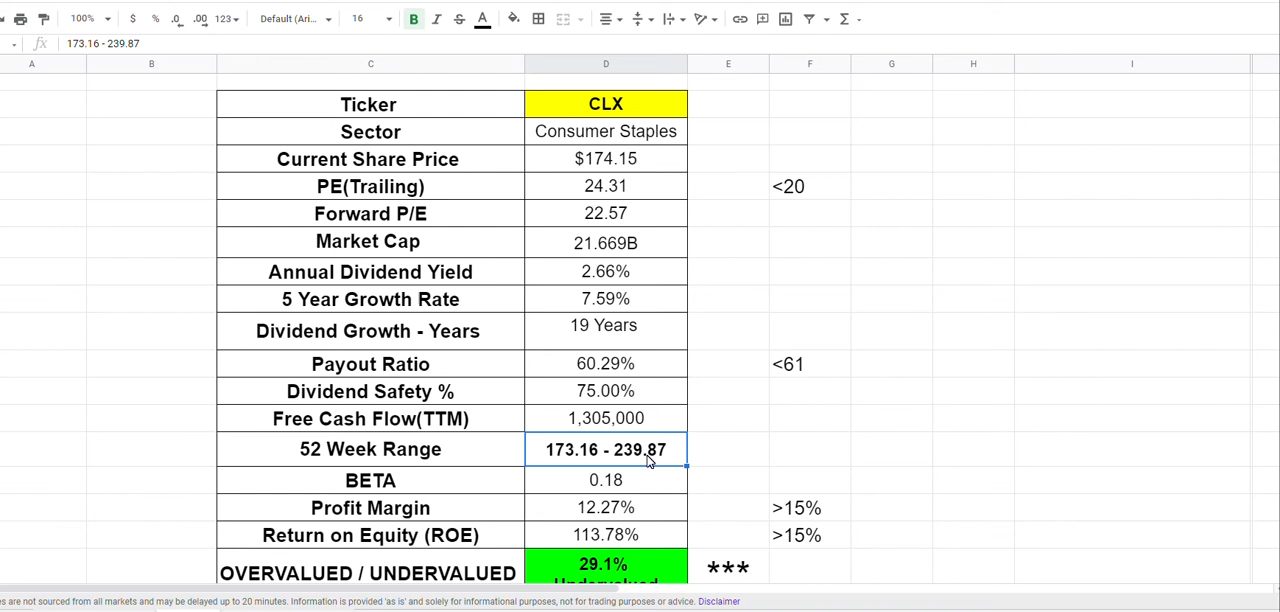 100% $ % .0 .00 123 Default (Ari... 16 B I S A Σ
fx 173.16 - 239.87
A B C D E F G H I
Ticker CLX
Sector Consumer Staples
Current Share Price $174.15
PE(Trailing) 24.31 <20
Forward P/E 22.57
Market Cap 21.669B
Annual Dividend Yield 2.66%
5 Year Growth Rate 7.59%
Dividend Growth - Years 19 Years
Payout Ratio 60.29% <61
Dividend Safety % 75.00%
Free Cash Flow(TTM) 1,305,000
52 Week Range 173.16 - 239.87
BETA 0.18
Profit Margin 12.27% >15%
Return on Equity (ROE) 113.78% >15%
OVERVALUED / UNDERVALUED 29.1% ***
Undervalued
es are not sourced from all markets and may be delayed up to 20 minutes. Information is provided 'as is' and solely for informational purposes, not for trading purposes or advice. Disclaimer